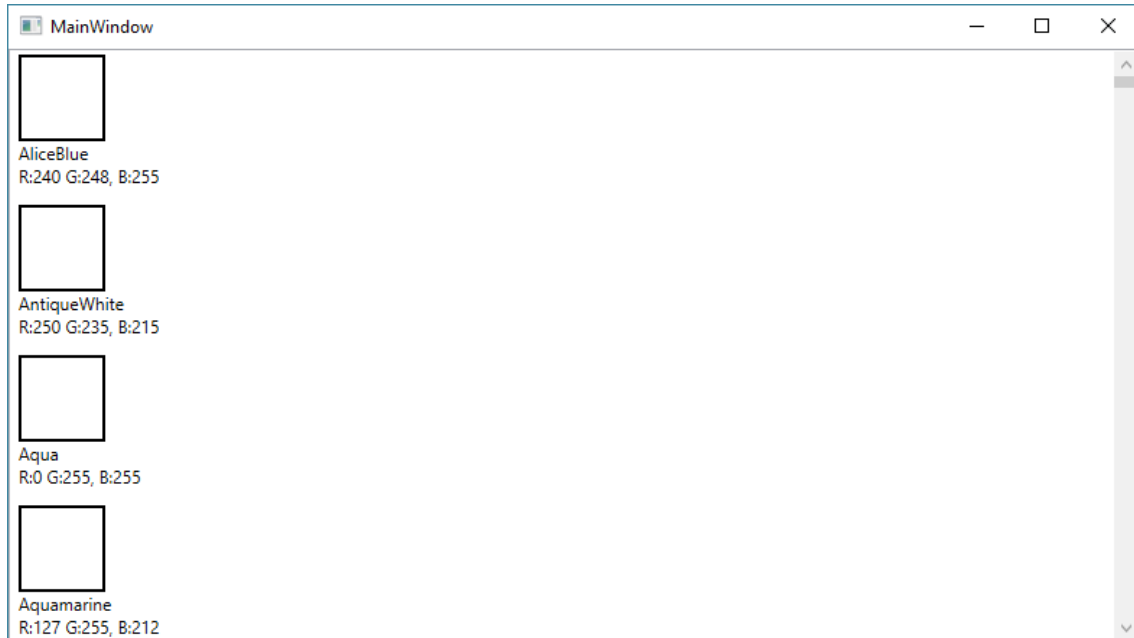 MainWindow
AliceBlue
R:240 G:248, B:255
AntiqueWhite
R:250 G:235, B:215
Aqua
R:0 G:255, B:255
Aquamarine
R:127 G:255, B:212